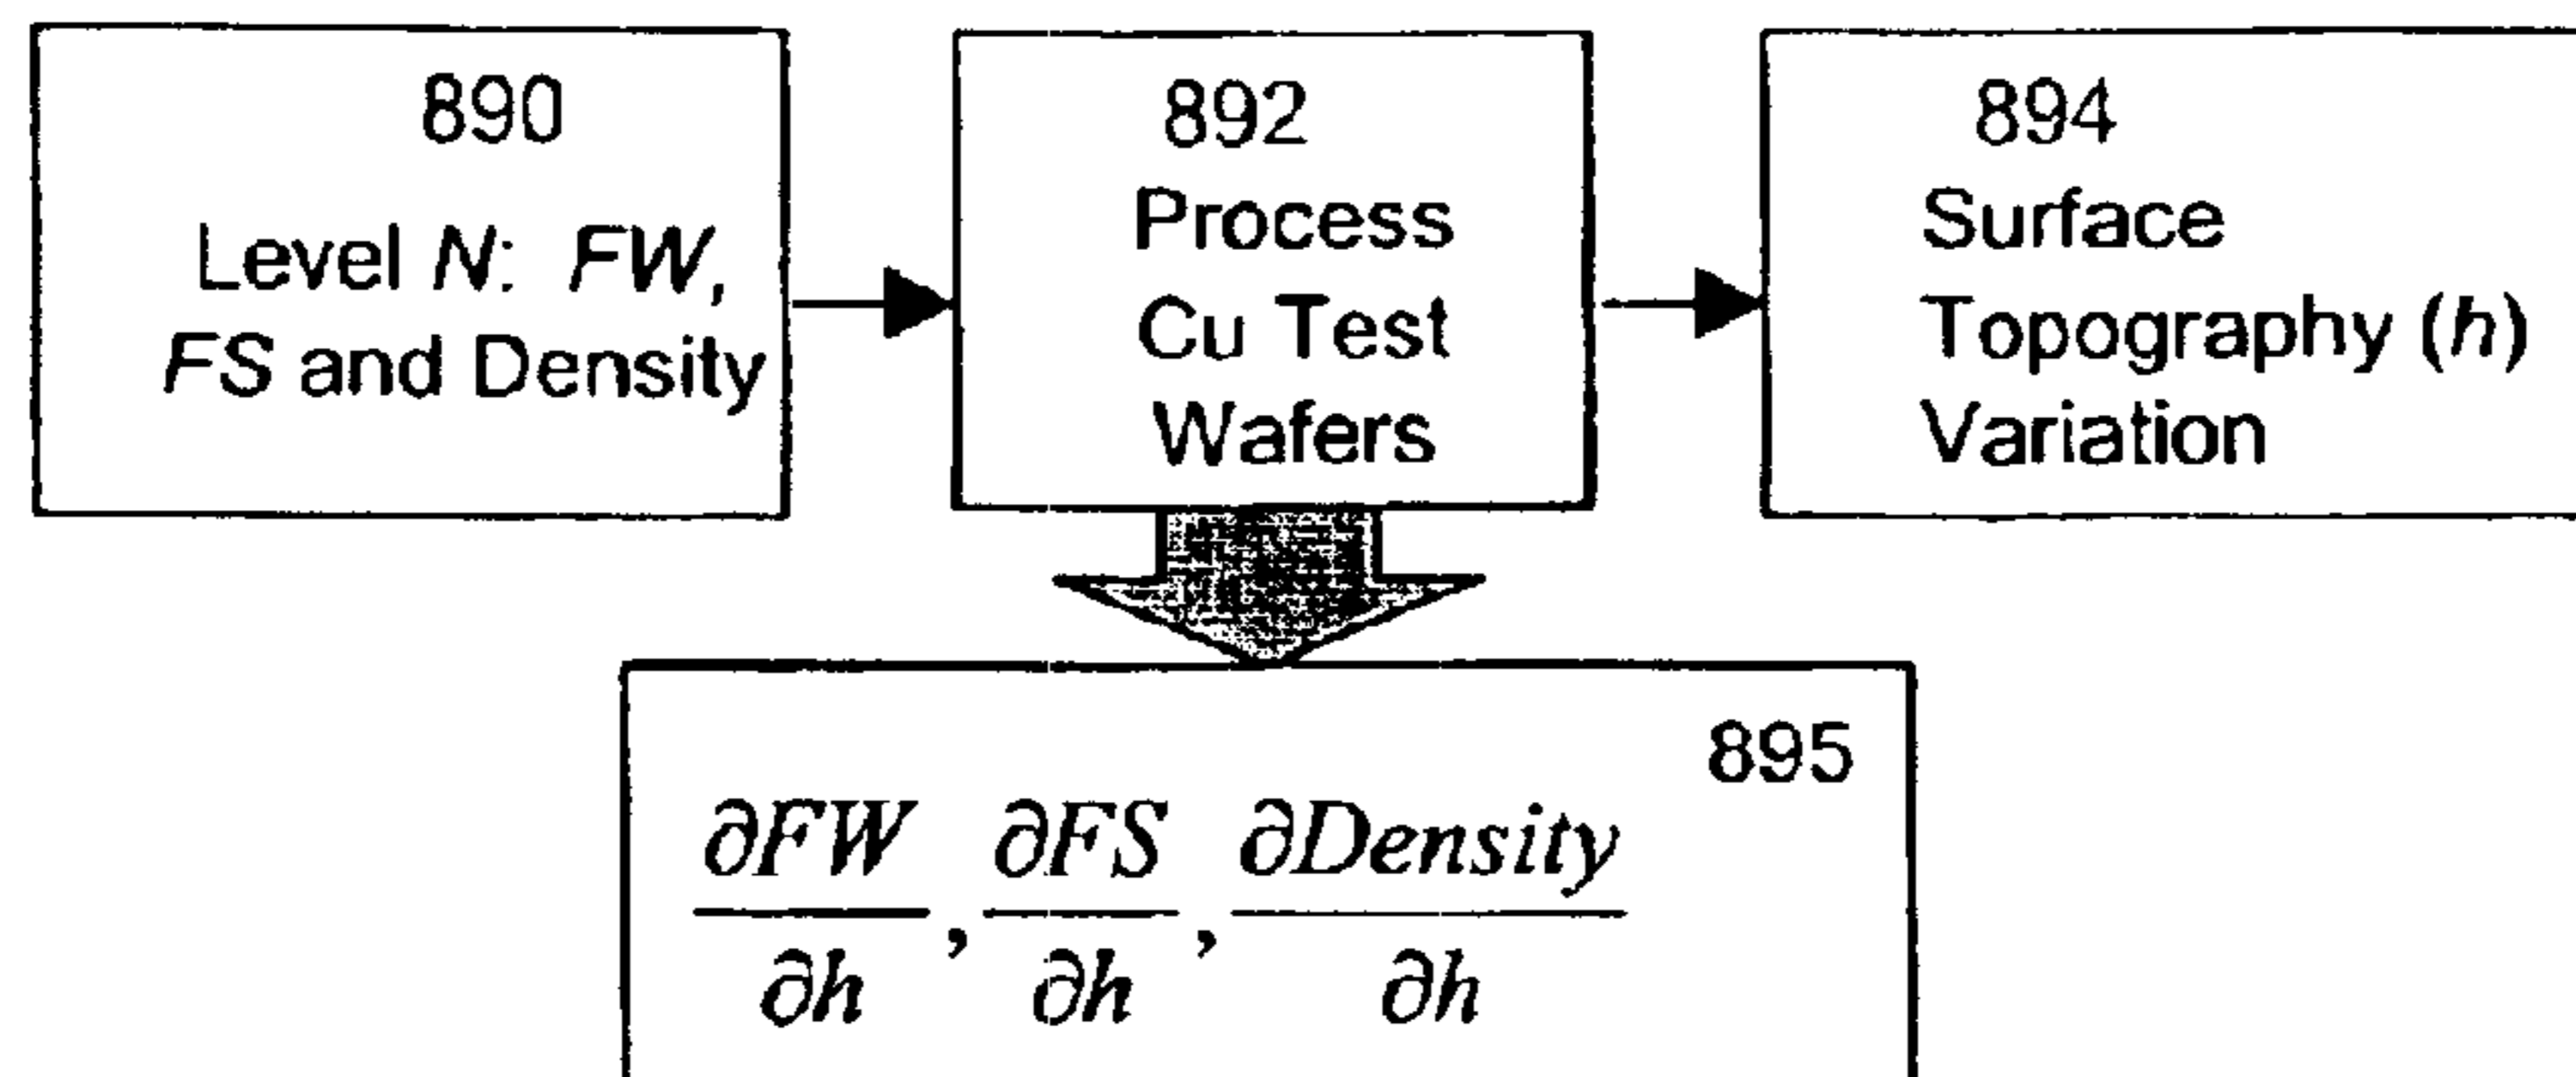 890
Level N: FW,
FS and Density
892
Process
Cu Test
Wafers
894
Surface
Topography (h)
Variation
895
∂FW/∂h, ∂FS/∂h, ∂Density/∂h